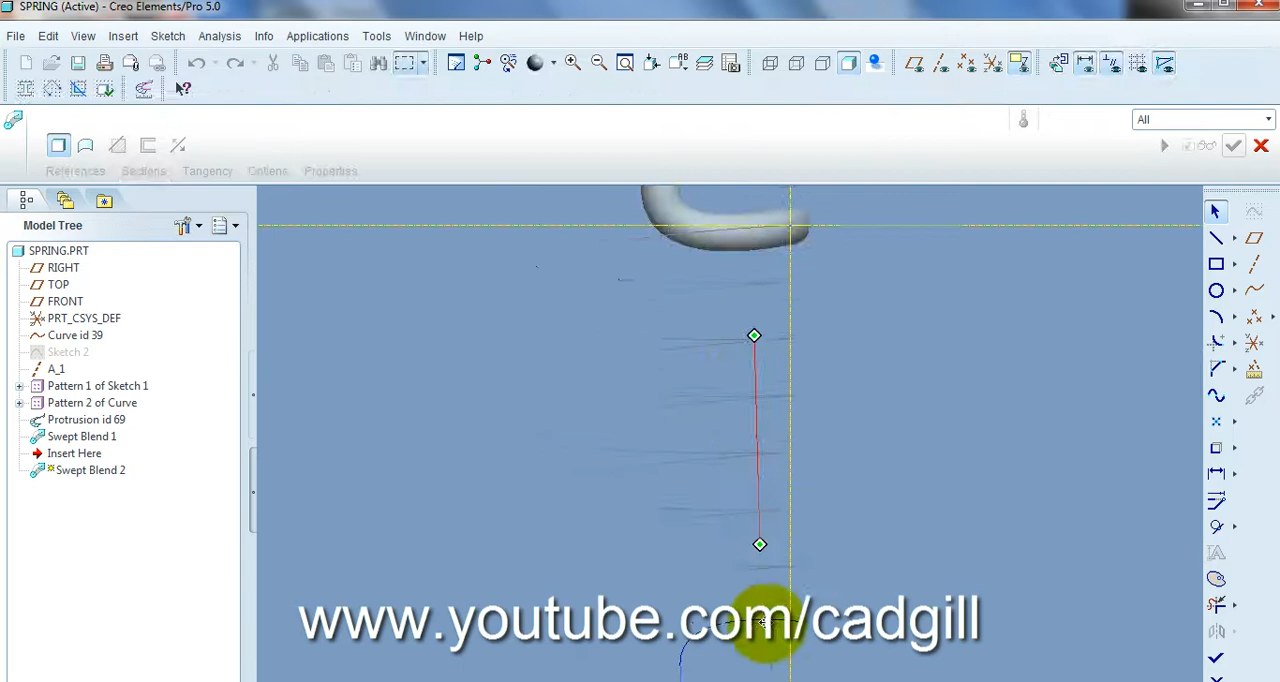 SPRING (Active) - Creo Elements/Pro 5.0
File Edit View Insert Sketch Analysis Info Applications Tools Window Help
All
References Sections Tangency Options Properties
Model Tree
SPRING.PRT
RIGHT
TOP
FRONT
PRT_CSYS_DEF
Curve id 39
Sketch 2
A_1
Pattern 1 of Sketch 1
Pattern 2 of Curve
Protrusion id 69
Swept Blend 1
Insert Here
Swept Blend 2
www.youtube.com/cadgill